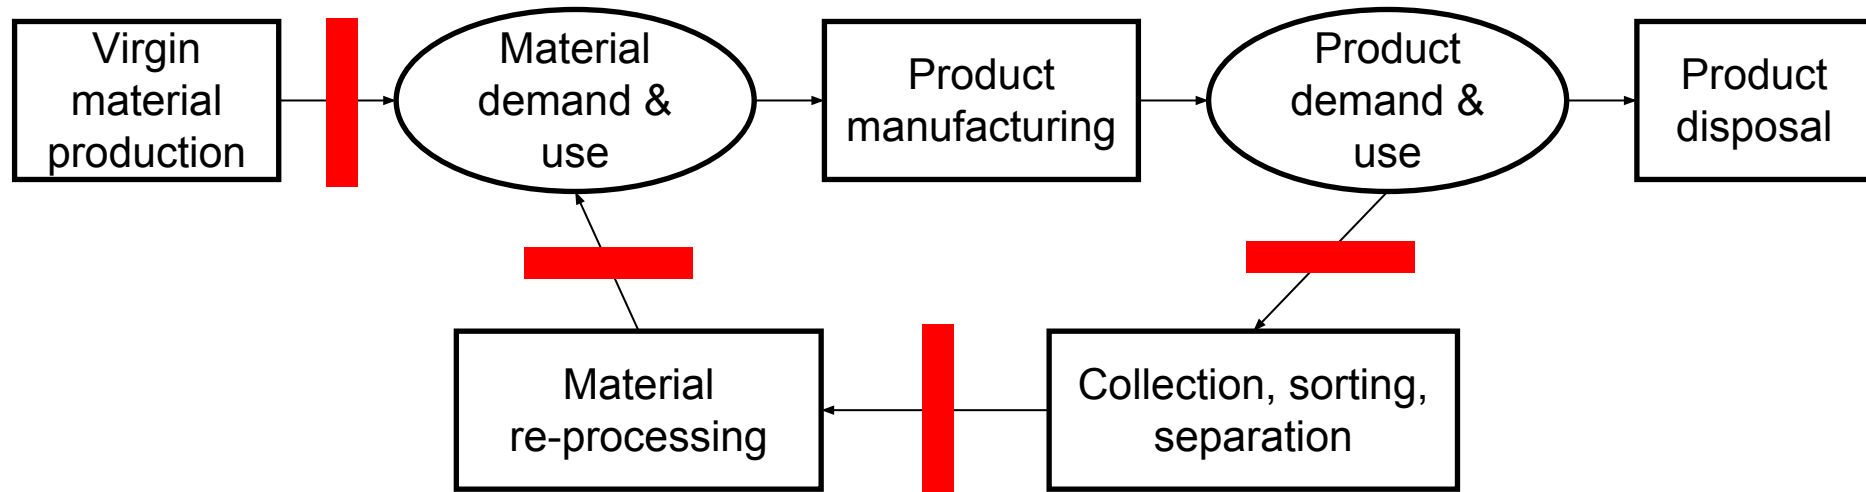 Virgin
material
production
Material
demand &
use
Product
manufacturing
Product
demand &
use
Product
disposal
Material
re-processing
Collection, sorting,
separation